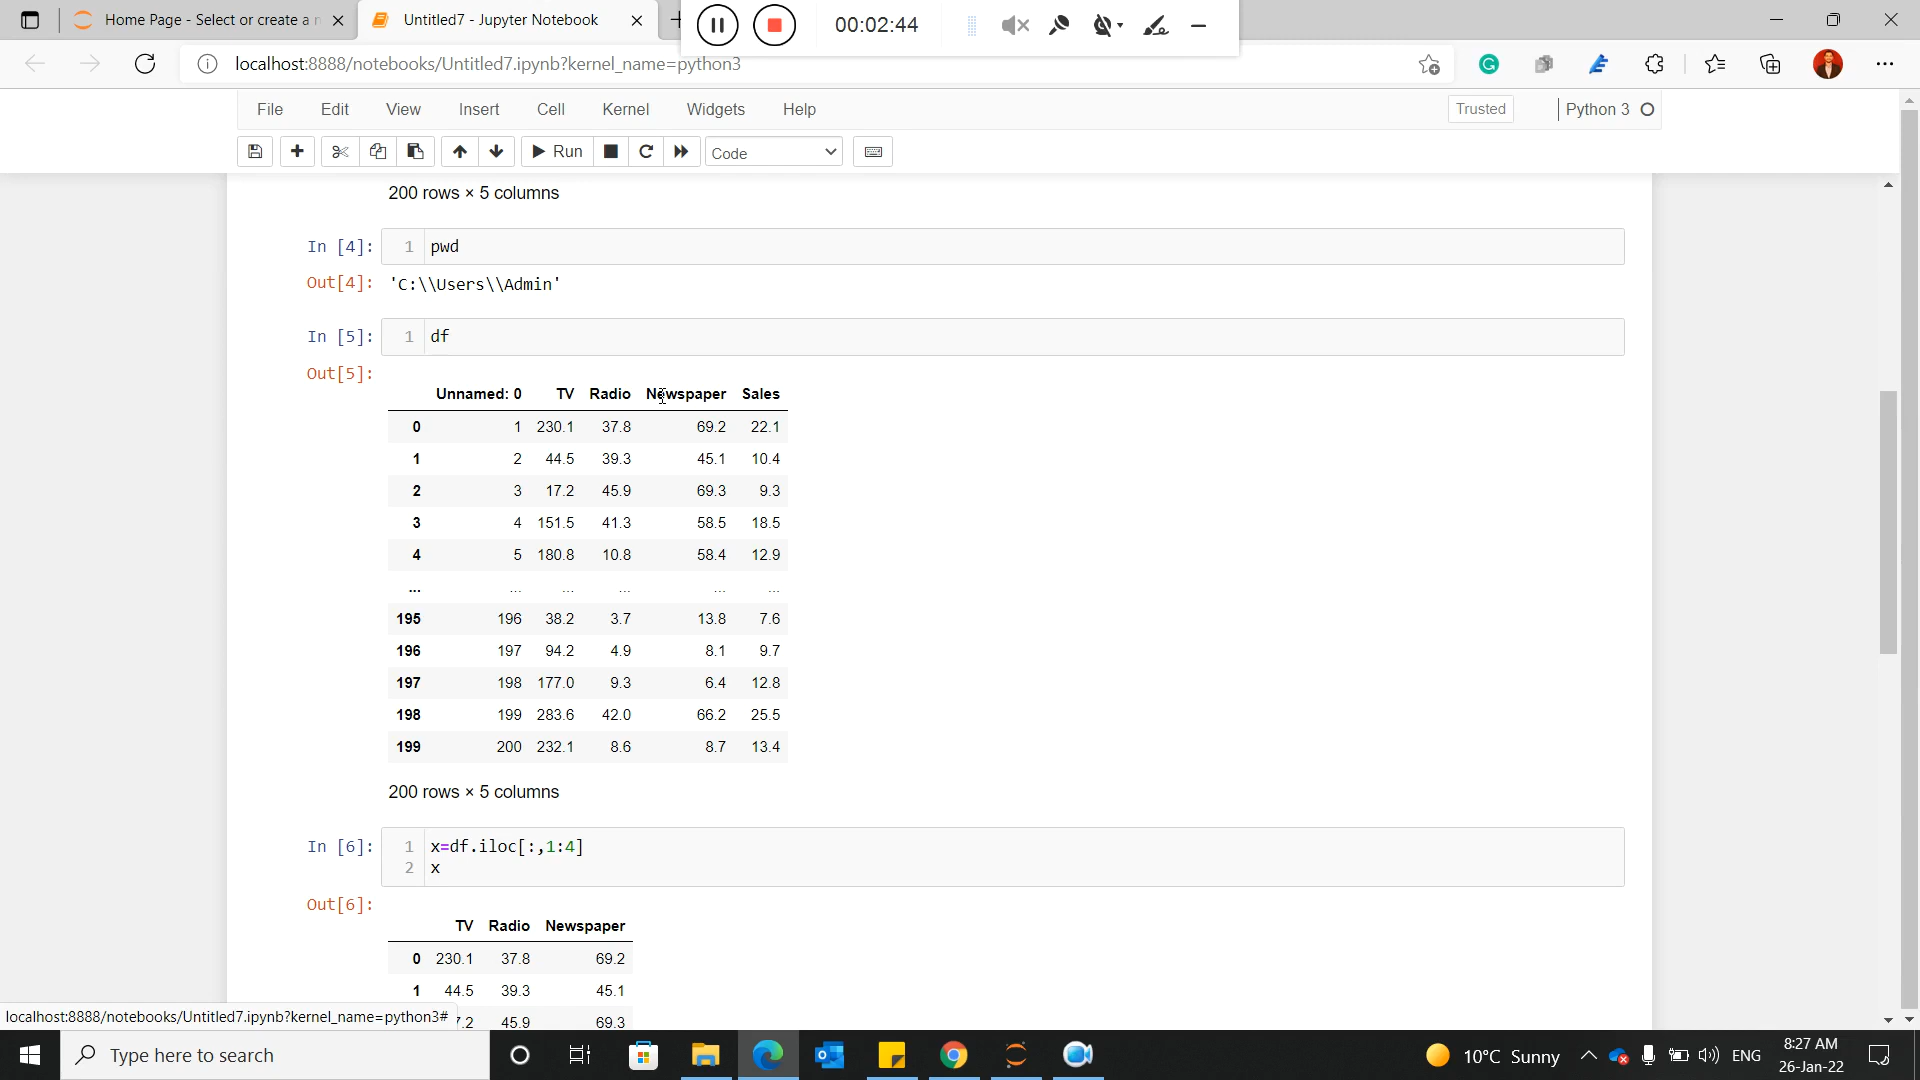 Home Page - Select or create a n
Untitled7 - Jupyter Notebook
00:02:44
localhost:8888/notebooks/Untitled7.ipynb?kernel_name=python3
File Edit View Insert Cell Kernel Widgets Help
Trusted
Python 3
Run
Code
200 rows × 5 columns
In [4]: 1 pwd
Out[4]: 'C:\\Users\\Admin'
In [5]: 1 df
Out[5]:
Unnamed: 0 TV Radio Newspaper Sales
0 1 230.1 37.8 69.2 22.1
1 2 44.5 39.3 45.1 10.4
2 3 17.2 45.9 69.3 9.3
3 4 151.5 41.3 58.5 18.5
4 5 180.8 10.8 58.4 12.9
... ... ... ... ... ...
195 196 38.2 3.7 13.8 7.6
196 197 94.2 4.9 8.1 9.7
197 198 177.0 9.3 6.4 12.8
198 199 283.6 42.0 66.2 25.5
199 200 232.1 8.6 8.7 13.4
200 rows × 5 columns
In [6]: 1 x=df.iloc[:,1:4]
2 x
Out[6]:
TV Radio Newspaper
0 230.1 37.8 69.2
1 44.5 39.3 45.1
7.2 45.9 69.3
localhost:8888/notebooks/Untitled7.ipynb?kernel_name=python3#
Type here to search
10°C Sunny
ENG
8:27 AM
26-Jan-22